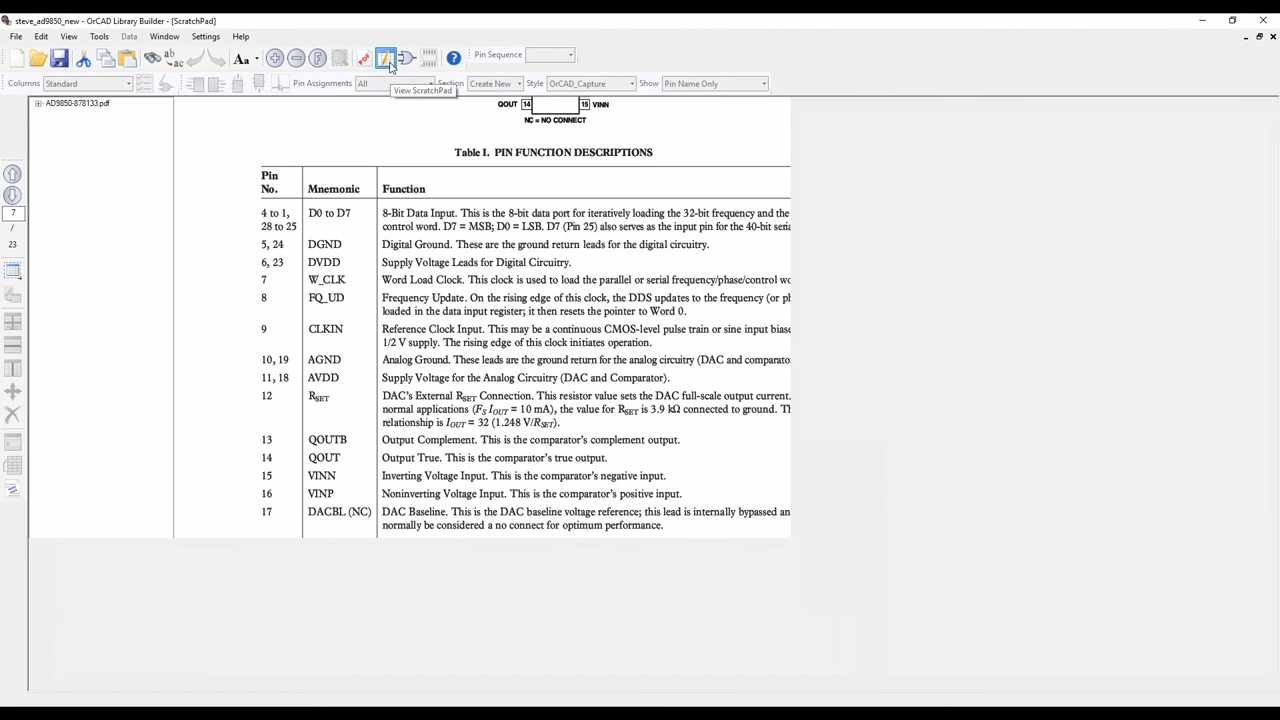 steve_ad9850_new - OrCAD Library Builder - [ScratchPad]
File Edit View Tools Data Window Settings Help
Aa Pin Sequence
Columns Standard Pin Assignments All Section Create New Style OrCAD_Capture Show Pin Name Only
View ScratchPad
AD9850-878133.pdf
QOUT 14 15 VINN
NC = NO CONNECT
Table I. PIN FUNCTION DESCRIPTIONS
Pin
No. Mnemonic Function
4 to 1, D0 to D7 8-Bit Data Input. This is the 8-bit data port for iteratively loading the 32-bit frequency and the
28 to 25 control word. D7 = MSB; D0 = LSB. D7 (Pin 25) also serves as the input pin for the 40-bit seria
5, 24 DGND Digital Ground. These are the ground return leads for the digital circuitry.
6, 23 DVDD Supply Voltage Leads for Digital Circuitry.
7 W_CLK Word Load Clock. This clock is used to load the parallel or serial frequency/phase/control wo
8 FQ_UD Frequency Update. On the rising edge of this clock, the DDS updates to the frequency (or ph
loaded in the data input register; it then resets the pointer to Word 0.
9 CLKIN Reference Clock Input. This may be a continuous CMOS-level pulse train or sine input biase
1/2 V supply. The rising edge of this clock initiates operation.
10, 19 AGND Analog Ground. These leads are the ground return for the analog circuitry (DAC and comparato
11, 18 AVDD Supply Voltage for the Analog Circuitry (DAC and Comparator).
12 RSET DAC's External RSET Connection. This resistor value sets the DAC full-scale output current.
normal applications (FS IOUT = 10 mA), the value for RSET is 3.9 kΩ connected to ground. Th
relationship is IOUT = 32 (1.248 V/RSET).
13 QOUTB Output Complement. This is the comparator's complement output.
14 QOUT Output True. This is the comparator's true output.
15 VINN Inverting Voltage Input. This is the comparator's negative input.
16 VINP Noninverting Voltage Input. This is the comparator's positive input.
17 DACBL (NC) DAC Baseline. This is the DAC baseline voltage reference; this lead is internally bypassed an
normally be considered a no connect for optimum performance.
7
/
23